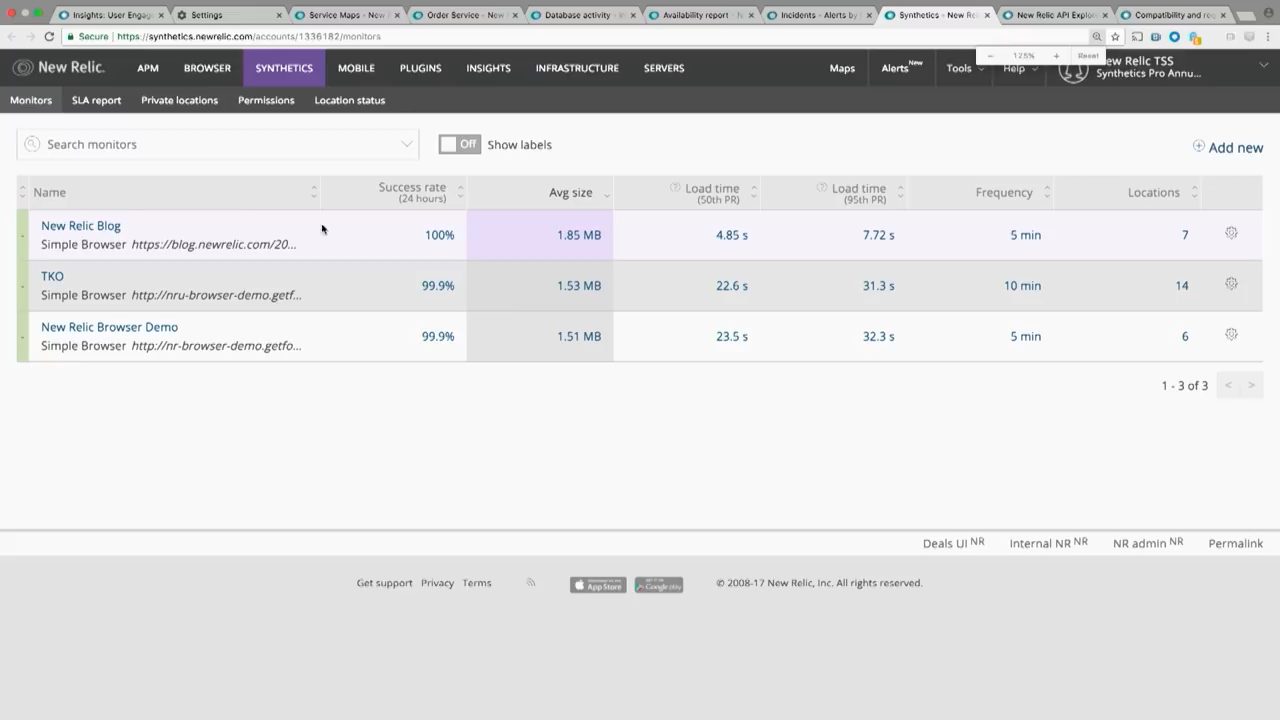 Insights: User Engag
Settings
Service Maps - New
Order Service - New
Database activity - I
Availability report - N
Incidents - Alerts by
Synthetics - New Re
New Relic API Explor
Compatibility and re
Secure | https://synthetics.newrelic.com/accounts/1336182/monitors
125%
Reset
New Relic.
APM
BROWSER
SYNTHETICS
MOBILE
PLUGINS
INSIGHTS
INFRASTRUCTURE
SERVERS
Maps
Alerts New
Tools
Help
ew Relic TSS
Synthetics Pro Annu...
Monitors
SLA report
Private locations
Permissions
Location status
Search monitors
Off
Show labels
Add new
Name
Success rate
(24 hours)
Avg size
Load time
(50th PR)
Load time
(95th PR)
Frequency
Locations
New Relic Blog
Simple Browser https://blog.newrelic.com/20...
100%
1.85 MB
4.85 s
7.72 s
5 min
7
TKO
Simple Browser http://nru-browser-demo.getf...
99.9%
1.53 MB
22.6 s
31.3 s
10 min
14
New Relic Browser Demo
Simple Browser http://nr-browser-demo.getfo...
99.9%
1.51 MB
23.5 s
32.3 s
5 min
6
1 - 3 of 3
Deals UI NR
Internal NR NR
NR admin NR
Permalink
Get support
Privacy
Terms
App Store
Google play
© 2008-17 New Relic, Inc. All rights reserved.